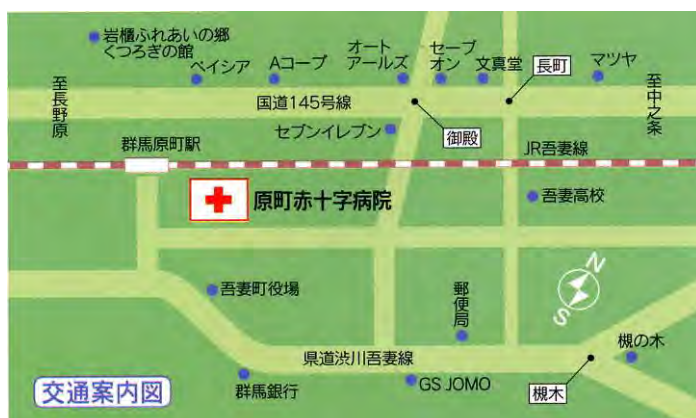 岩櫃ふれあいの郷
くつろぎの館
ベイシア
Aコープ
オート
アールズ
セーブ
オン
文真堂
長町
マツヤ
至長野原
国道145号線
至中之条
セブンイレブン
御殿
群馬原町駅
JR吾妻線
原町赤十字病院
吾妻高校
N
S
吾妻町役場
郵便局
県道渋川吾妻線
槻の木
槻木
群馬銀行
GS JOMO
交通案内図